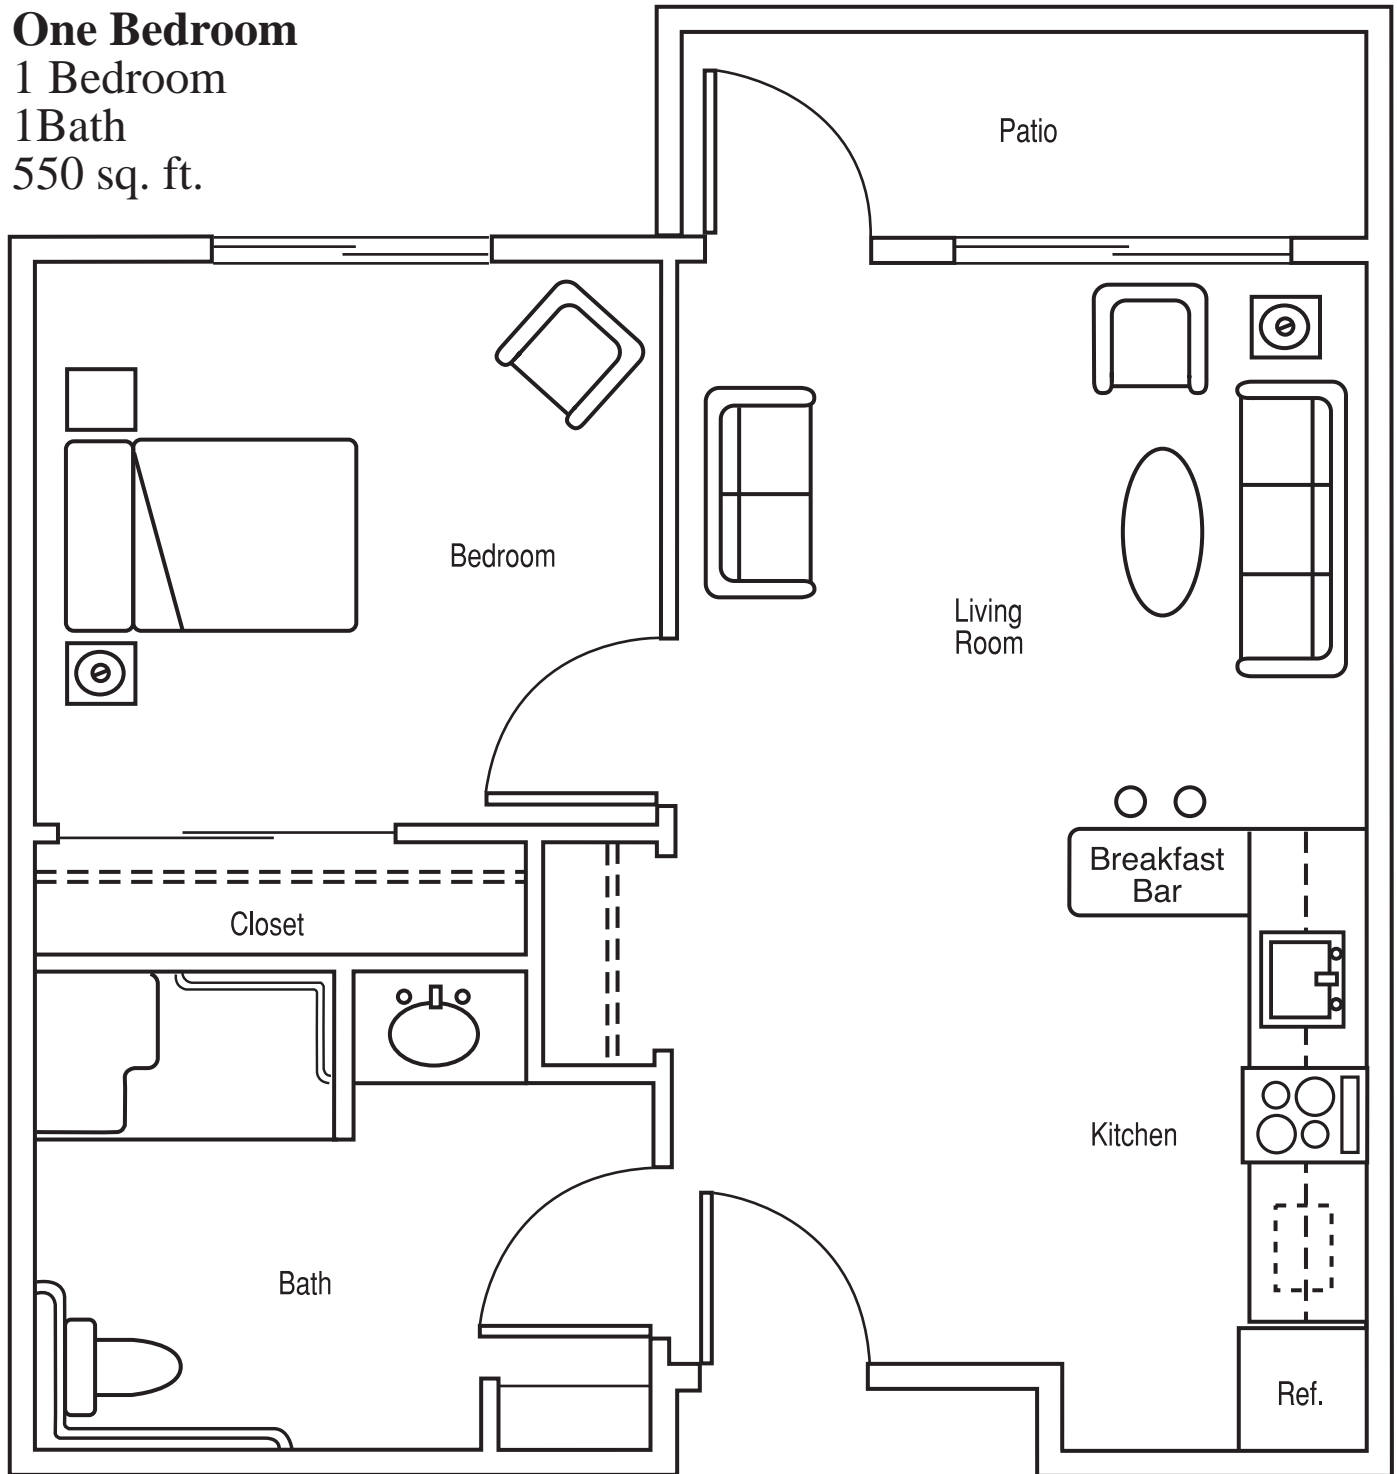 One Bedroom
1 Bedroom
1Bath
550 sq. ft.
Patio
Bedroom
Living
Room
Breakfast
Bar
Closet
Kitchen
Bath
Ref.